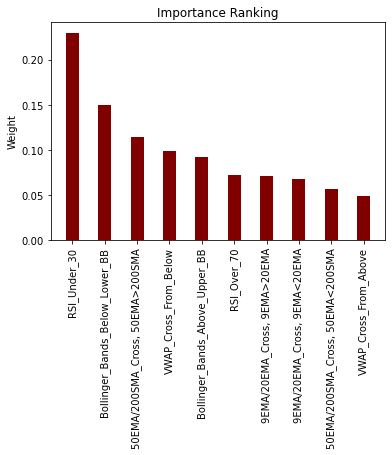 Importance Ranking
Weight
0.20
0.15
0.10
0.05
0.00
RSI_Under_30
Bollinger_Bands_Below_Lower_BB
50EMA/200SMA_Cross, 50EMA>200SMA
VWAP_Cross_From_Below
Bollinger_Bands_Above_Upper_BB
RSI_Over_70
9EMA/20EMA_Cross, 9EMA>20EMA
9EMA/20EMA_Cross, 9EMA<20EMA
50EMA/200SMA_Cross, 50EMA<200SMA
VWAP_Cross_From_Above